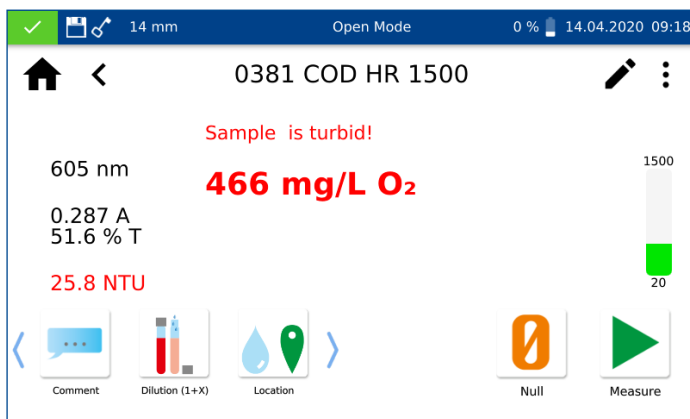 14 mm Open Mode 0 % 14.04.2020 09:18
0381 COD HR 1500
Sample is turbid!
605 nm
466 mg/L O₂
1500
0.287 A
51.6 % T
25.8 NTU
20
Comment Dilution (1+X) Location Null Measure